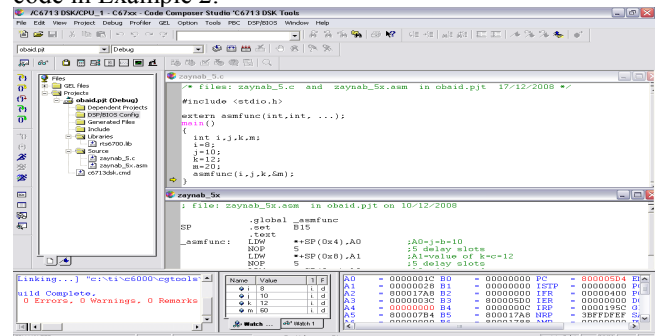 code in Example 2.
/C6713 DSK/CPU_1 - C67xx - Code Composer Studio 'C6713 DSK Tools
File Edit View Project Debug Profiler GEL Option Tools PBC DSP/BIOS Window Help
obaid.pjt Debug
Files
GEL files
Projects
obaid.pjt (Debug)
Dependent Projects
DSP/BIOS Config
Generated Files
Include
Libraries
rts6700.lib
Source
zaynab_5.c
zaynab_5x.asm
c6713dsk.cmd
zaynab_5.c
/* files: zaynab_5.c and zaynab_5x.asm in obaid.pjt 17/12/2008 */
#include <stdio.h>
extern asmfunc(int,int, ...);
main()
{
int i,j,k,m;
i=8;
j=10;
k=12;
m=20;
asmfunc(i,j,k,&m);
}
zaynab_5x
; file: zaynab_5x.asm in obaid.pjt on 10/12/2008
.global _asmfunc
SP .set B15
.text
_asmfunc: LDW *+SP(0x4),A0 ;A0=j=b=10
NOP 5 ;5 delay slots
LDW *+SP(0x8),A1 ;A1=value of k=c=12
NOP 5 ;5 delay slots
Linking...] "c:\ti\c6000\cgtools
uild Complete,
0 Errors, 0 Warnings, 0 Remarks
Name Value T F
i 8 i d
j 10 i d
k 12 i d
m 60 i d
Watch ... Watch 1
A0 = 0000001C B0 = 00000000 PC = 800005D4
A1 = 00000028 B1 = 00000000 ISTP = 00000000
A2 = 800017A8 B2 = 00000000 IFR = 00000400
A3 = 0000003C B3 = 800005D0 IER = 00000000
A4 = 00000000 B4 = 00000000 IRP = 0000195C
A5 = 800007B4 B5 = 800017A8 NRP = 3BFFDFEF